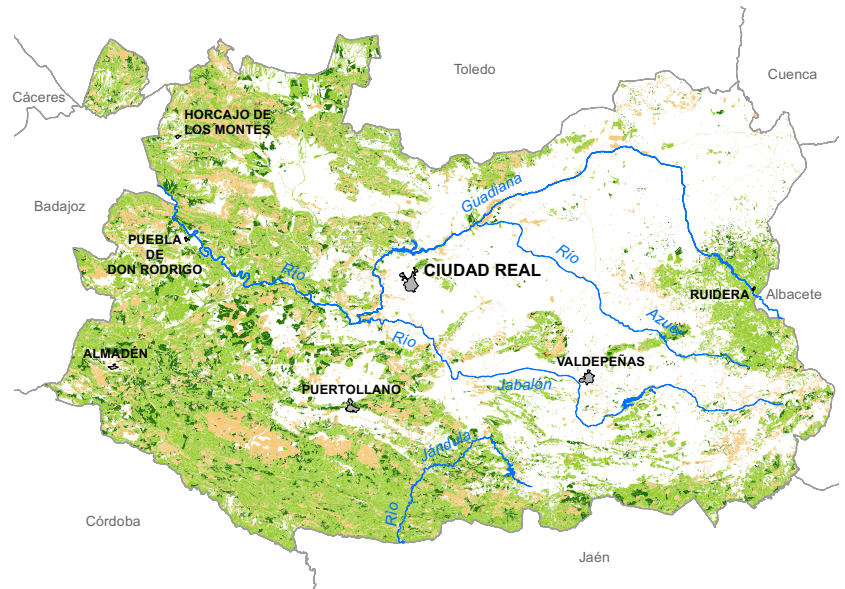 Toledo
Cuenca
Cáceres
HORCAJO DE
LOS MONTES
Badajoz
Guadiana
PUEBLA
DE
DON RODRIGO
Río
Río
CIUDAD REAL
RUIDERA
Albacete
Azuer
Río
ALMADÉN
VALDEPEÑAS
PUERTOLLANO
Jabalón
Jándula
Río
Córdoba
Jaén